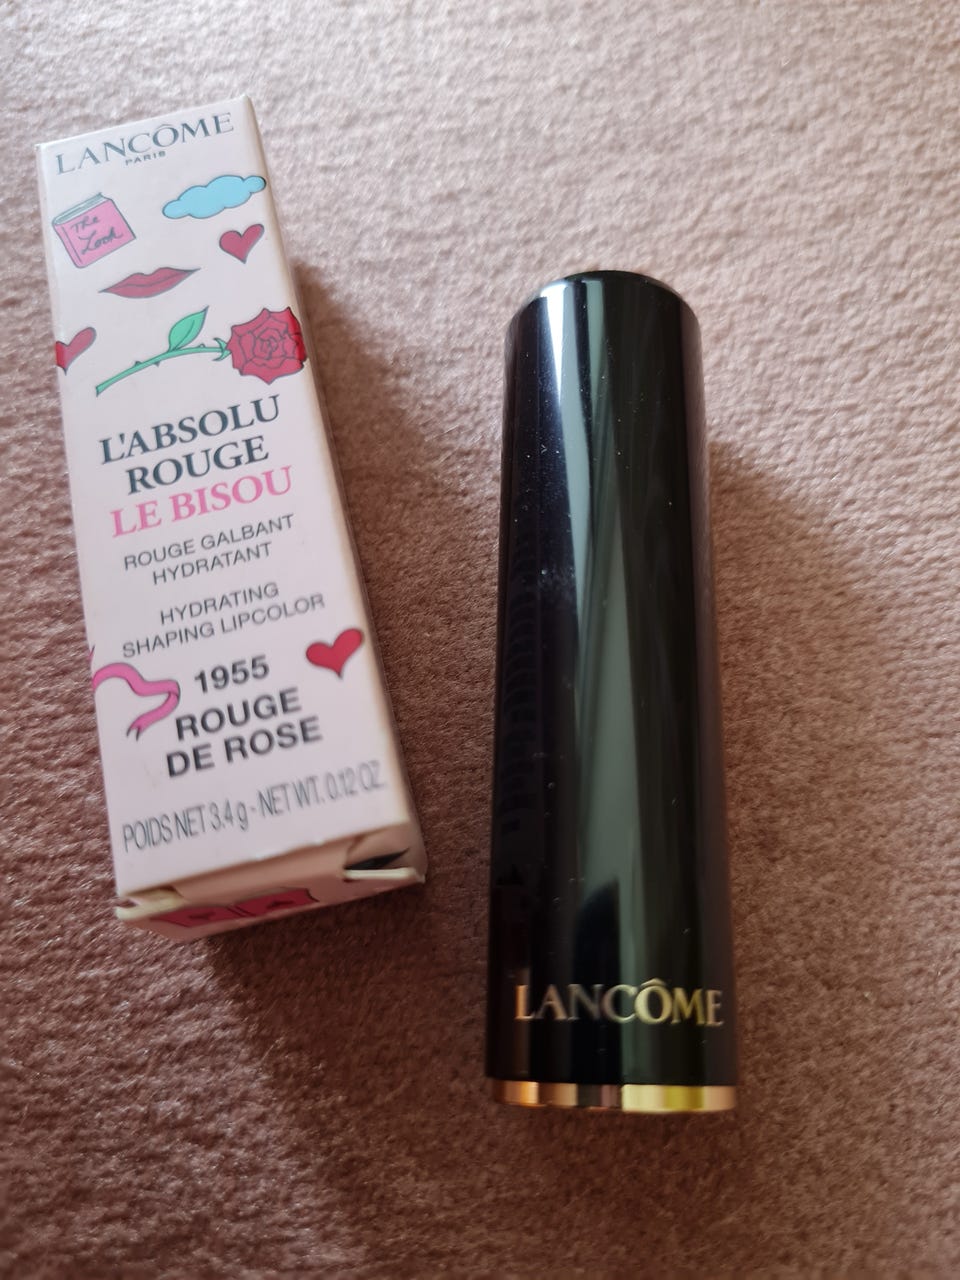 LANCÔME
PARIS
The
Look
L'ABSOLU
ROUGE
LE BISOU
ROUGE GALBANT
HYDRATANT
HYDRATING
SHAPING LIPCOLOR
1955
ROUGE
DE ROSE
POIDS NET 3.4 g - NET WT. 0.12 OZ.
LANCÔME